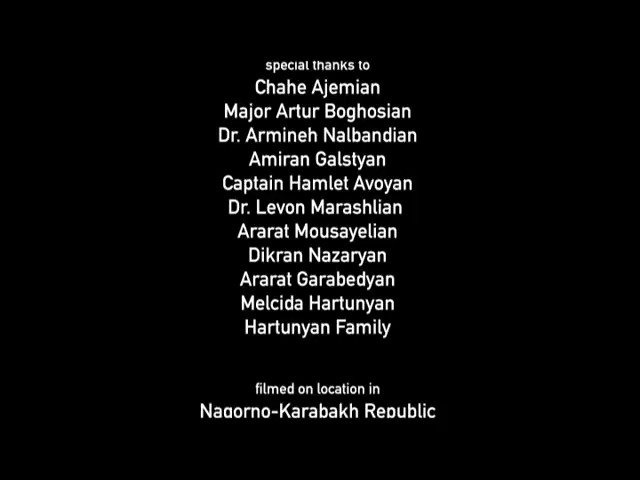 special thanks to
Chahe Ajemian
Major Artur Boghosian
Dr. Armineh Nalbandian
Amiran Galstyan
Captain Hamlet Avoyan
Dr. Levon Marashlian
Ararat Mousayelian
Dikran Nazaryan
Ararat Garabedyan
Melcida Hartunyan
Hartunyan Family
filmed on location in
Nagorno-Karabakh Republic